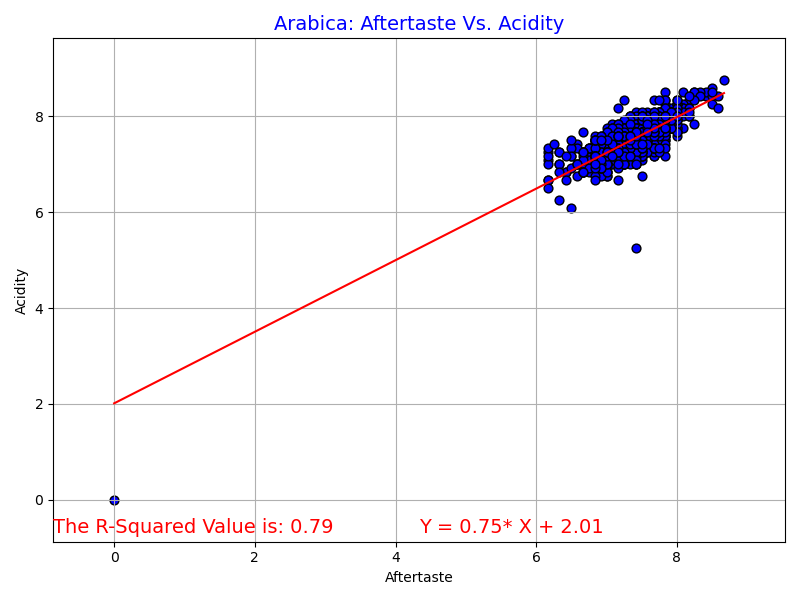 Arabica: Aftertaste Vs. Acidity
Acidity
8
6
4
2
0
The R-Squared Value is: 0.79 Y = 0.75* X + 2.01
0 2 4 6 8
Aftertaste